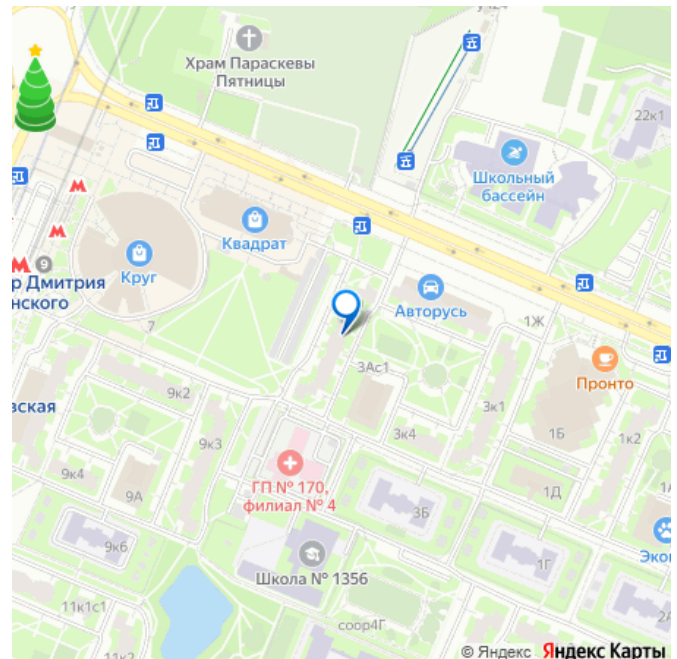 Храм Параскевы
Пятницы
22к1
Школьный
бассейн
Квадрат
М
М
М
9
Круг
р Дмитрия
нского
7
Авторусь
1Ж
Пронто
3Ас1
9к2
3к1
вская
9к3
3к4
1Б
1к2
9к4
9А
ГП № 170,
филиал № 4
1Д
3Б
9к6
Школа № 1356
1Г
Экон
11к1с1
соор4Г
2А
11к2
© Яндекс Яндекс Карты